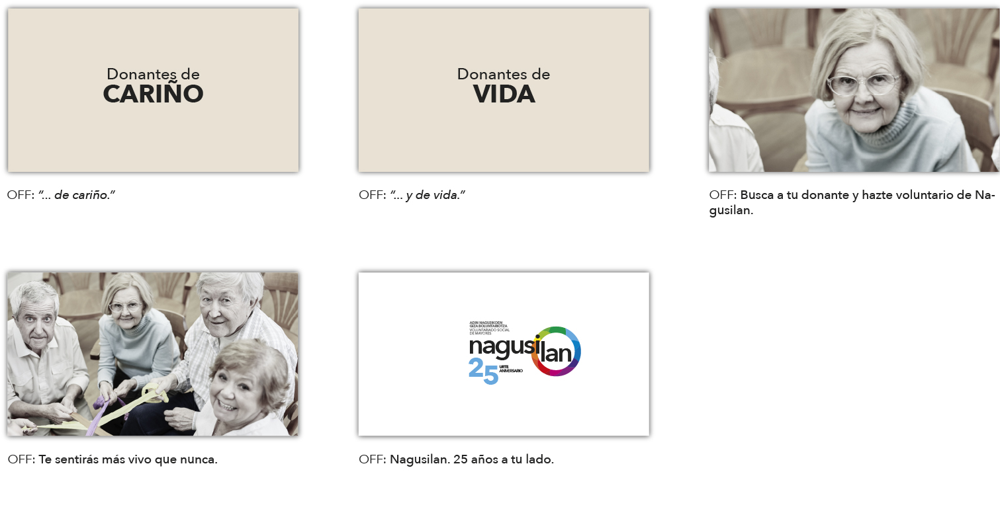 Donantes de
CARIÑO
OFF: “... de cariño.”
Donantes de
VIDA
OFF: “... y de vida.”
OFF: Busca a tu donante y hazte voluntario de Na-
gusilan.
OFF: Te sentirás más vivo que nunca.
ADIN NAGUSIKOEN
GIZA BOLUNTARIOTZA
VOLUNTARIADO SOCIAL
DE MAYORES
nagusilan
25 URTE
ANIVERSARIO
OFF: Nagusilan. 25 años a tu lado.